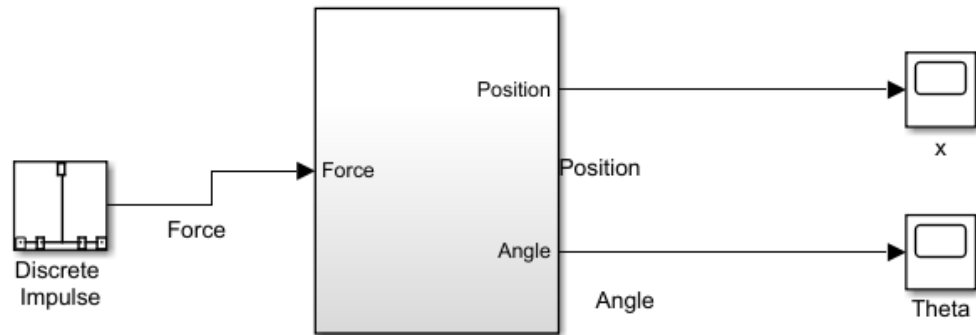 Position
x
Force
Position
Force
Discrete
Impulse
Angle
Angle
Theta